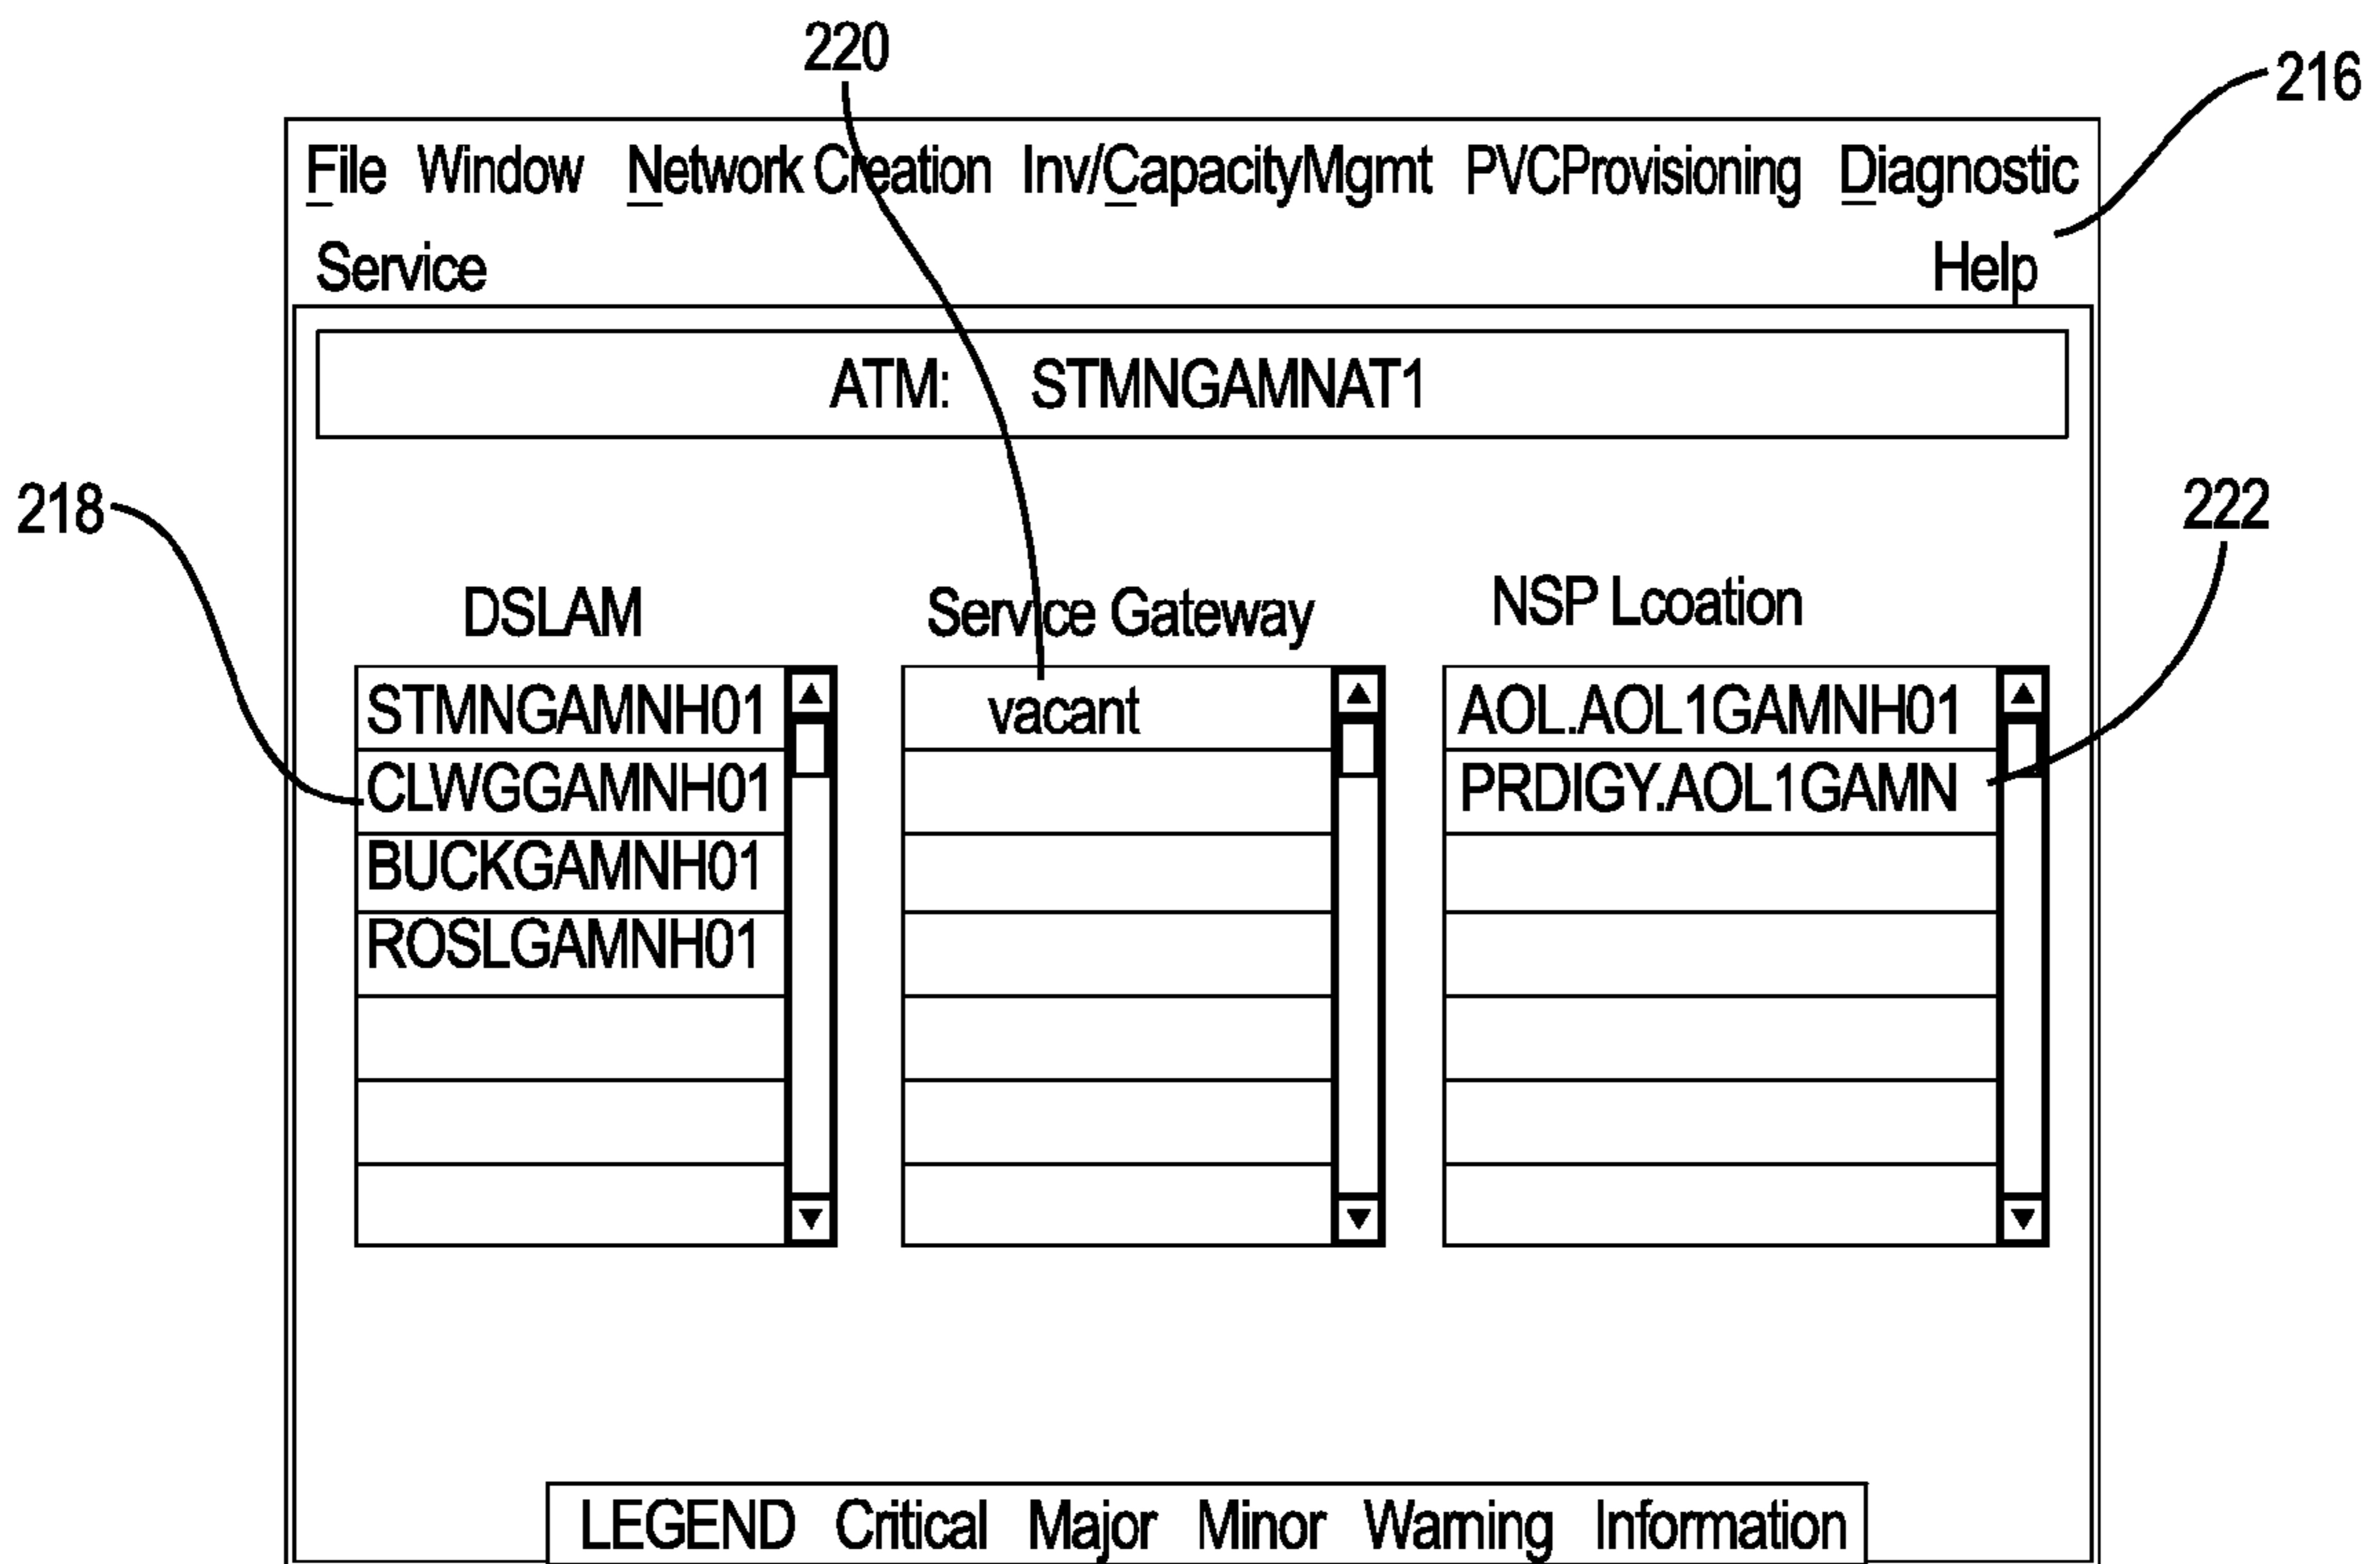 220
216
File Window Network Creation Inv/CapacityMgmt PVCProvisioning Diagnostic
Service Help
ATM: STMNGAMNAT1
218
222
DSLAM Service Gateway NSP Lcoation
STMNGAMNH01 vacant AOL.AOL1GAMNH01
CLWGGAMNH01 PRDIGY.AOL1GAMN
BUCKGAMNH01
ROSLGAMNH01
LEGEND Critical Major Minor Warning Information